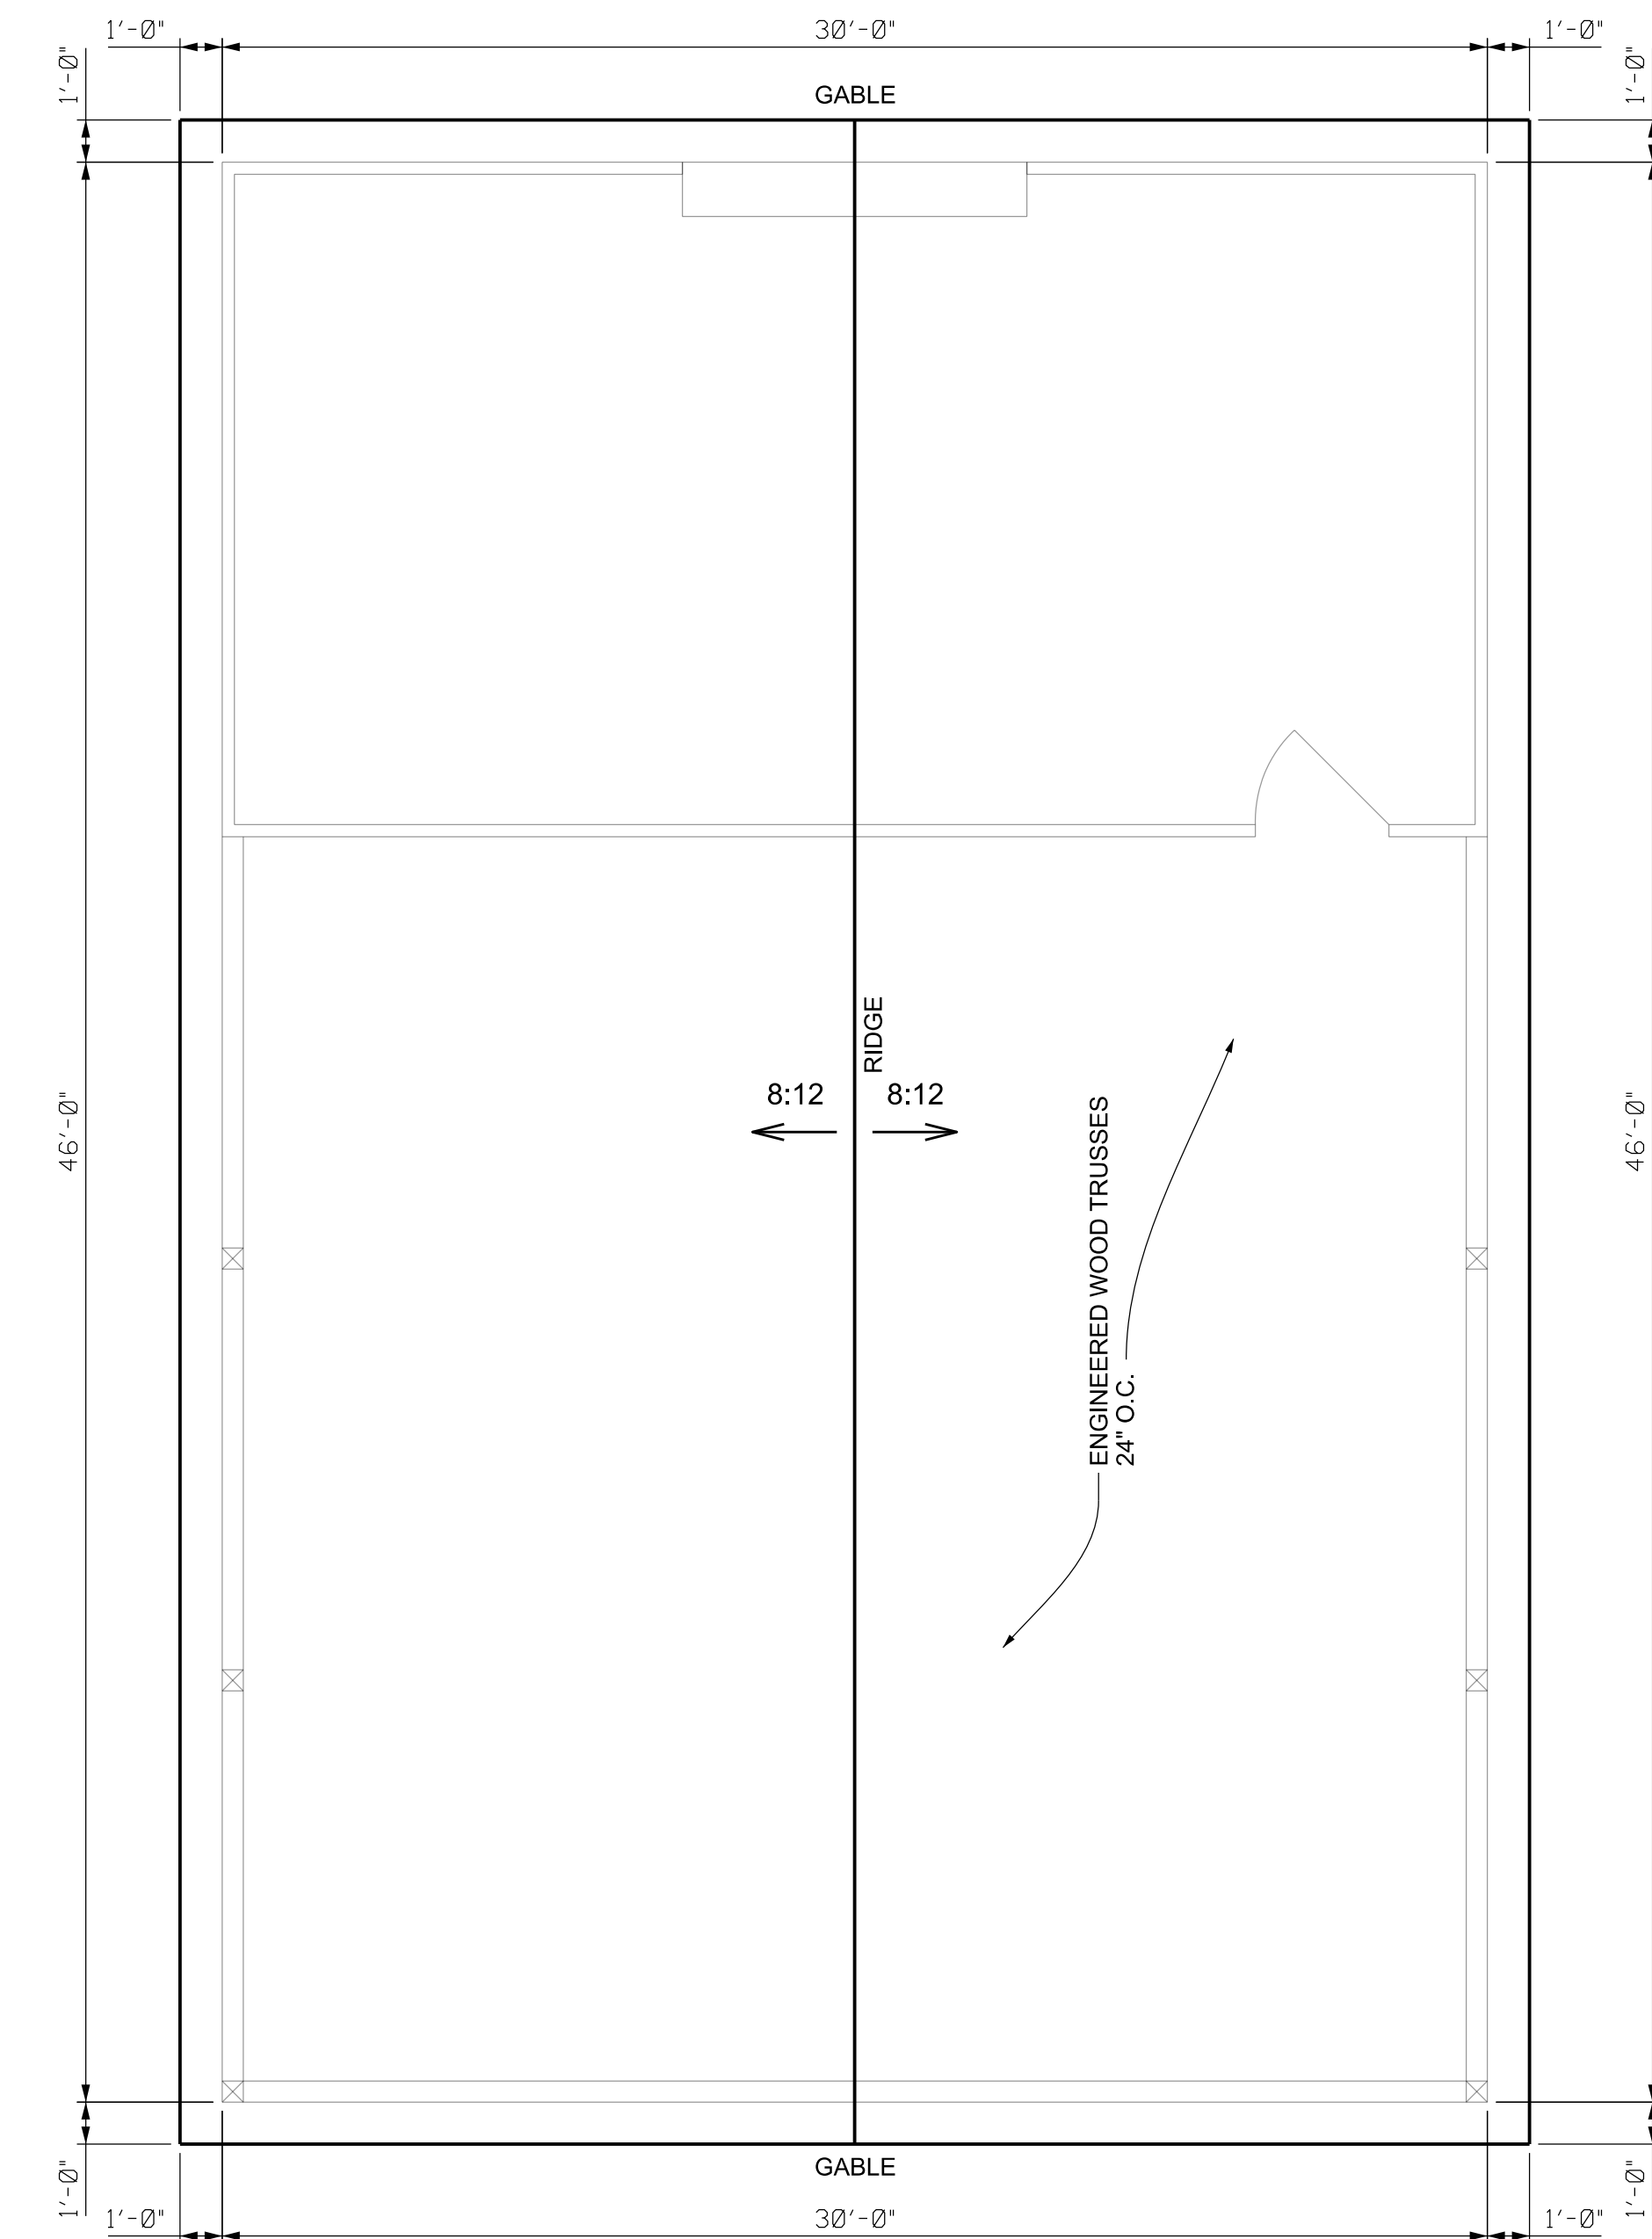 1'-0" 30'-0" 1'-0"
1'-0" 1'-0"
GABLE
RIDGE
8:12 8:12
46'-0" 46'-0"
ENGINEERED WOOD TRUSSES
24" O.C.
GABLE
1'-0" 1'-0"
1'-0" 30'-0" 1'-0"